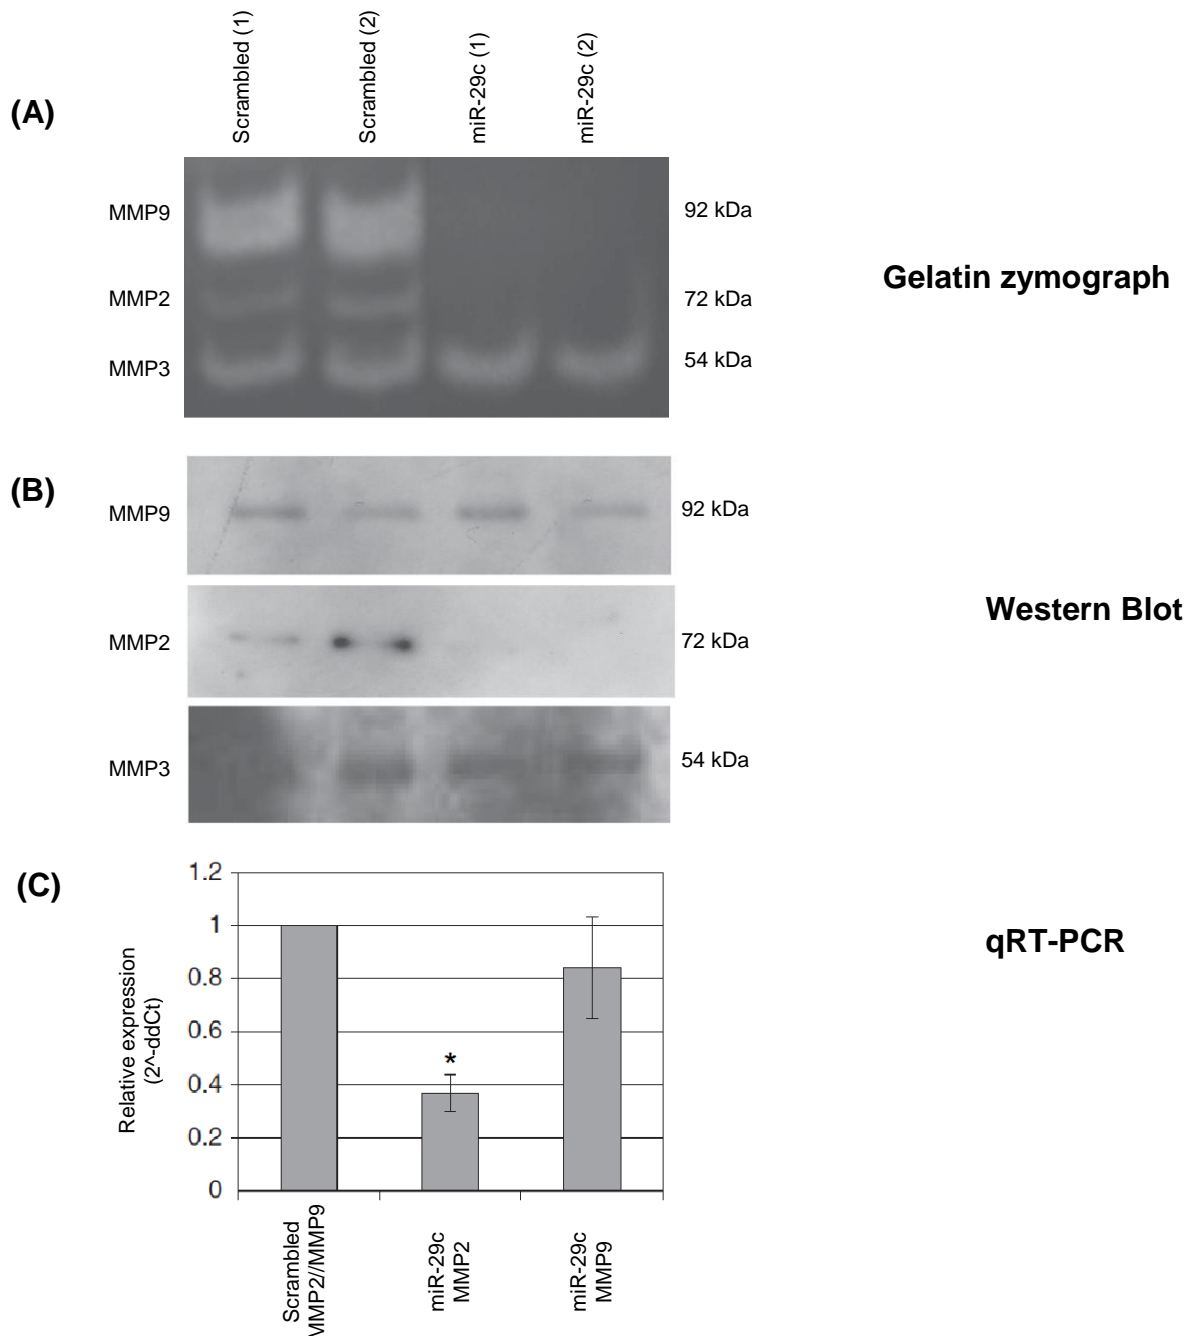 (A)
Scrambled (1)
Scrambled (2)
miR-29c (1)
miR-29c (2)
MMP9
92 kDa
MMP2
72 kDa
MMP3
54 kDa
Gelatin zymograph
(B)
MMP9
92 kDa
MMP2
72 kDa
MMP3
54 kDa
Western Blot
(C)
Relative expression
(2^-ddCt)
1.2
1
0.8
0.6
0.4
0.2
0
*
Scrambled
MMP2//MMP9
miR-29c
MMP2
miR-29c
MMP9
qRT-PCR